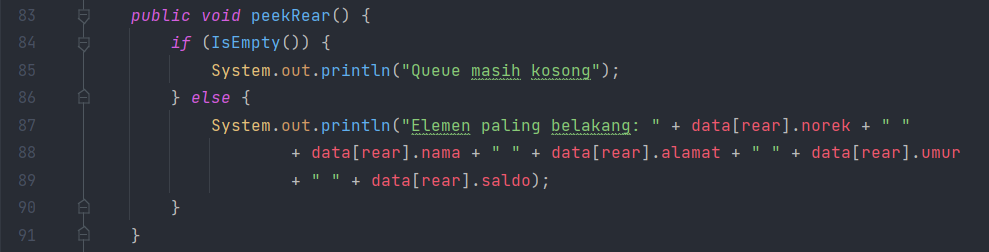 83 public void peekRear() {
84 if (IsEmpty()) {
85 System.out.println("Queue masih kosong");
86 } else {
87 System.out.println("Elemen paling belakang: " + data[rear].norek + " "
88 + data[rear].nama + " " + data[rear].alamat + " " + data[rear].umur
89 + " " + data[rear].saldo);
90 }
91 }